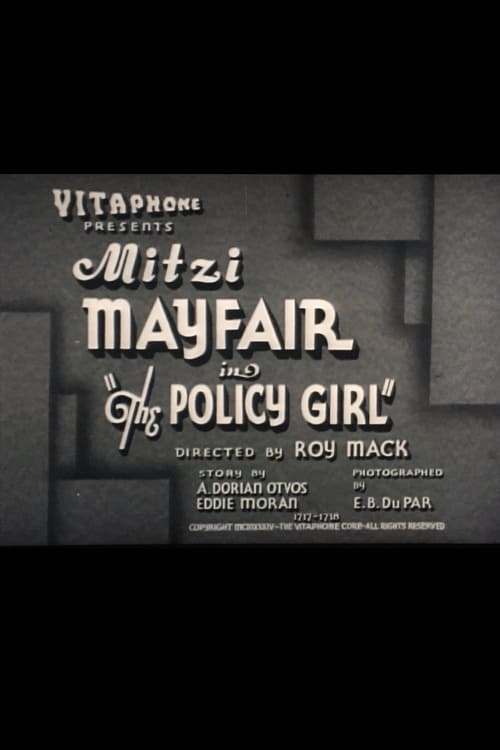 VITAPHONE
PRESENTS
Mitzi
MAYFAIR
in
"The POLICY GIRL"
DIRECTED BY ROY MACK
STORY BY
A. DORIAN OTVOS
EDDIE MORAN
PHOTOGRAPHED
BY
E.B. Du PAR
1717-1718
COPYRIGHT MCMXXXIV-THE VITAPHONE CORP-ALL RIGHTS RESERVED